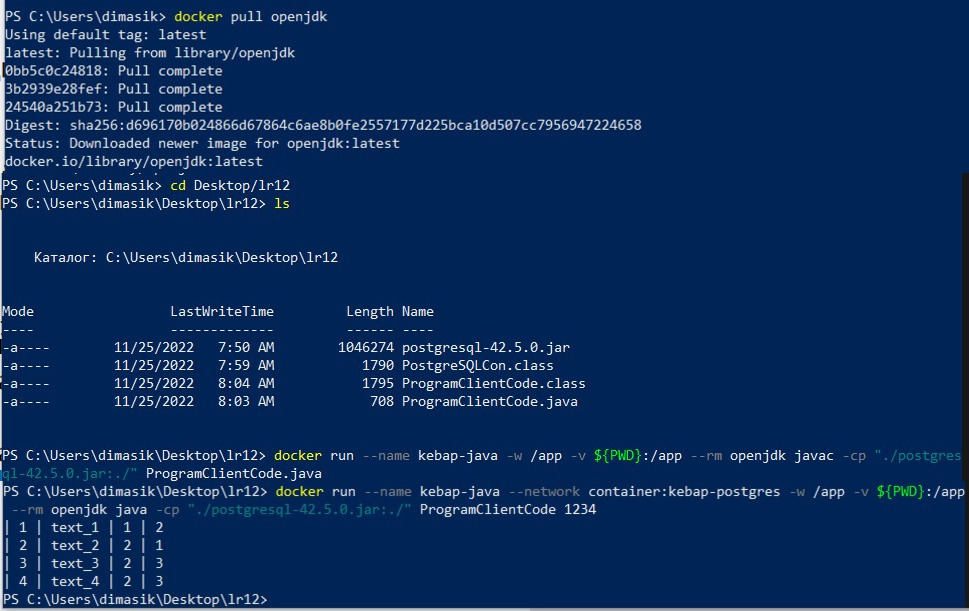 PS C:\Users\dimasik> docker pull openjdk
Using default tag: latest
latest: Pulling from library/openjdk
0bb5c0c24818: Pull complete
3b2939e28fef: Pull complete
24540a251b73: Pull complete
Digest: sha256:d696170b024866d67864c6ae8b0fe2557177d225bca10d507cc7956947224658
Status: Downloaded newer image for openjdk:latest
docker.io/library/openjdk:latest
PS C:\Users\dimasik> cd Desktop/lr12
PS C:\Users\dimasik\Desktop\lr12> ls
Каталог: C:\Users\dimasik\Desktop\lr12
Mode LastWriteTime Length Name
---- ------------- ------ ----
-a---- 11/25/2022 7:50 AM 1046274 postgresql-42.5.0.jar
-a---- 11/25/2022 7:59 AM 1790 PostgreSQLCon.class
-a---- 11/25/2022 8:04 AM 1795 ProgramClientCode.class
-a---- 11/25/2022 8:03 AM 708 ProgramClientCode.java
PS C:\Users\dimasik\Desktop\lr12> docker run --name kebap-java -w /app -v ${PWD}:/app --rm openjdk javac -cp "./postgres
ql-42.5.0.jar:./" ProgramClientCode.java
PS C:\Users\dimasik\Desktop\lr12> docker run --name kebap-java --network container:kebap-postgres -w /app -v ${PWD}:/app
--rm openjdk java -cp "./postgresql-42.5.0.jar:./" ProgramClientCode 1234
| 1 | text_1 | 1 | 2
| 2 | text_2 | 2 | 1
| 3 | text_3 | 2 | 3
| 4 | text_4 | 2 | 3
PS C:\Users\dimasik\Desktop\lr12>